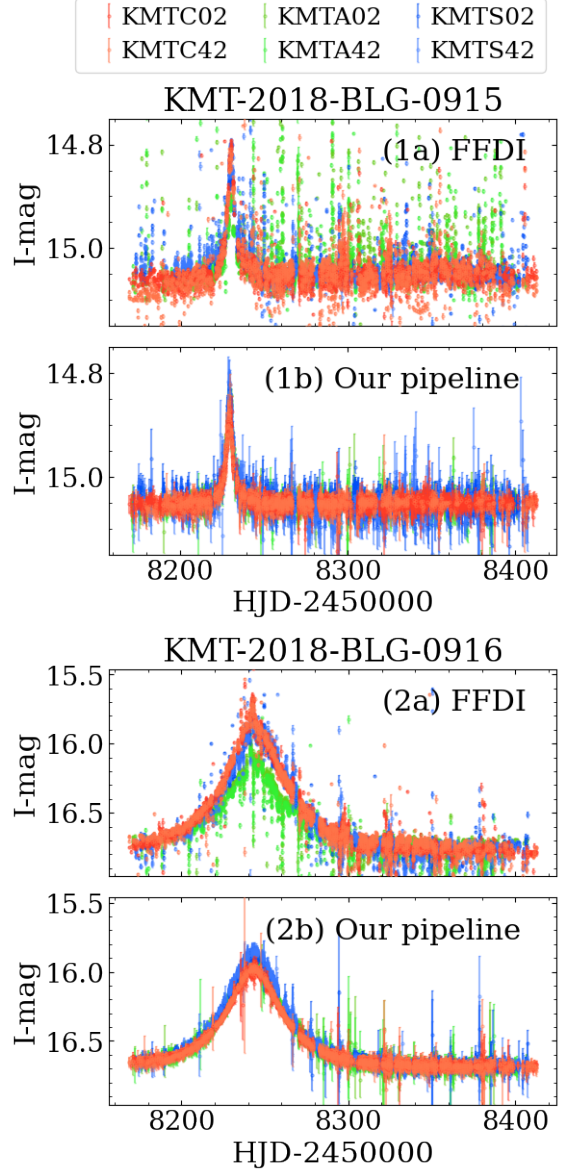 KMTC02 KMTA02 KMTS02
KMTC42 KMTA42 KMTS42
KMT-2018-BLG-0915
(1a) FFDI
14.8
15.0
I-mag
(1b) Our pipeline
14.8
15.0
I-mag
8200 8300 8400
HJD-2450000
KMT-2018-BLG-0916
(2a) FFDI
15.5
16.0
16.5
I-mag
(2b) Our pipeline
15.5
16.0
16.5
I-mag
8200 8300 8400
HJD-2450000